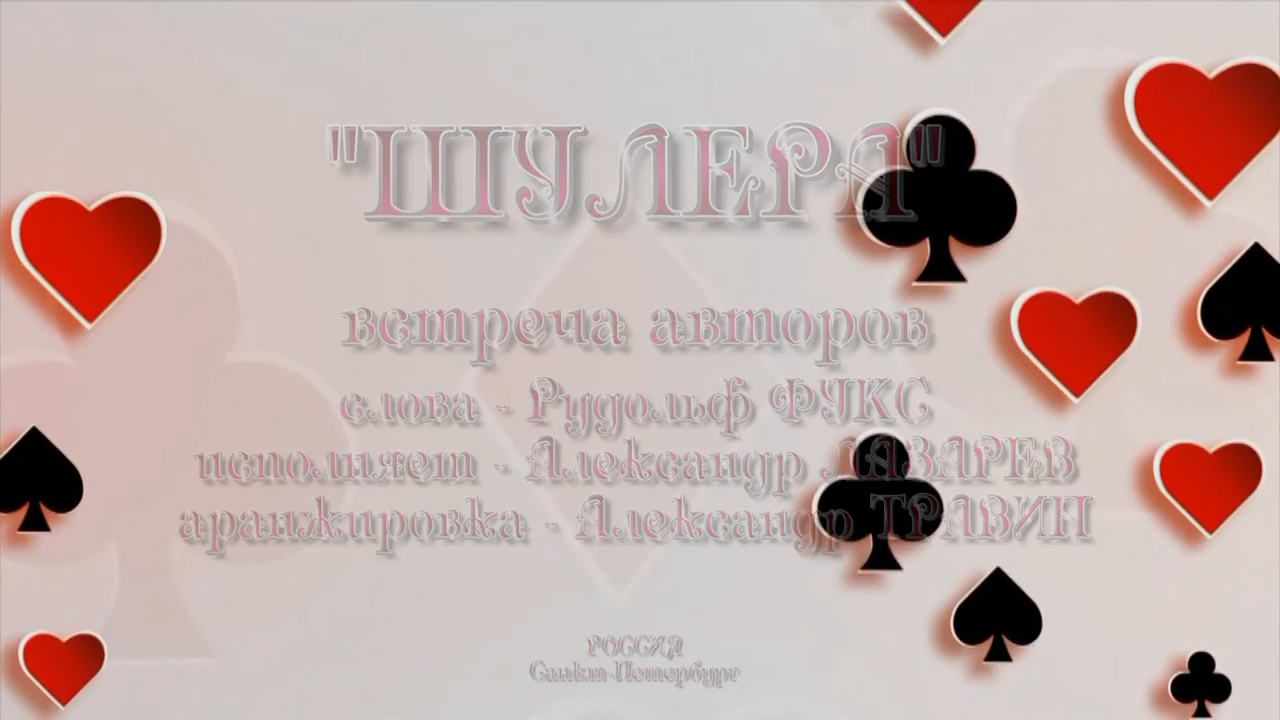 "ШУЛЕРА"
встреча авторов
слова - Рудольф ФУКС
исполняет - Александр ЛАЗАРЕВ
аранжировка - Александр ТРАВИН
РОССИЯ
Санкт-Петербург